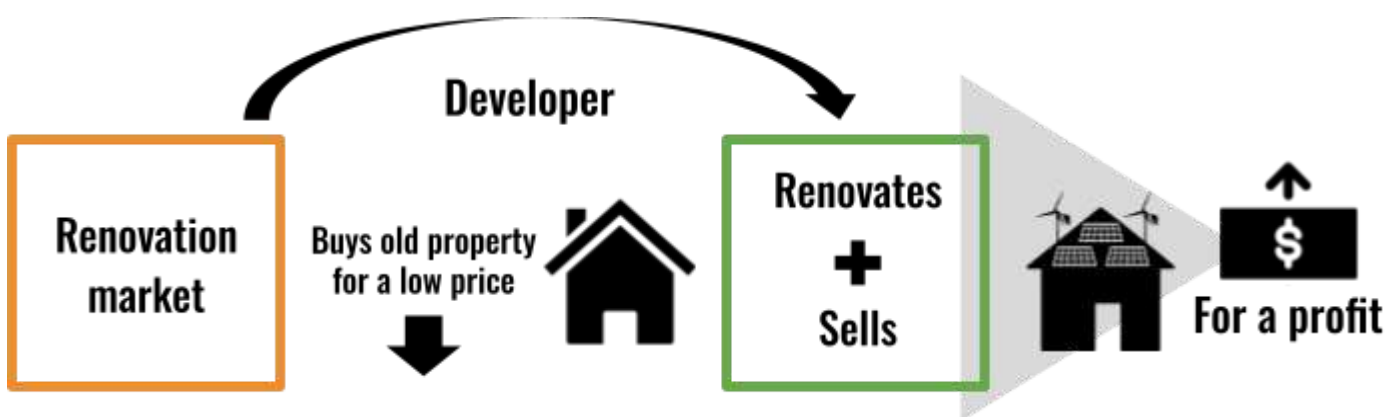 Developer
Renovation
market
Buys old property
for a low price
Renovates
+
Sells
$
For a profit